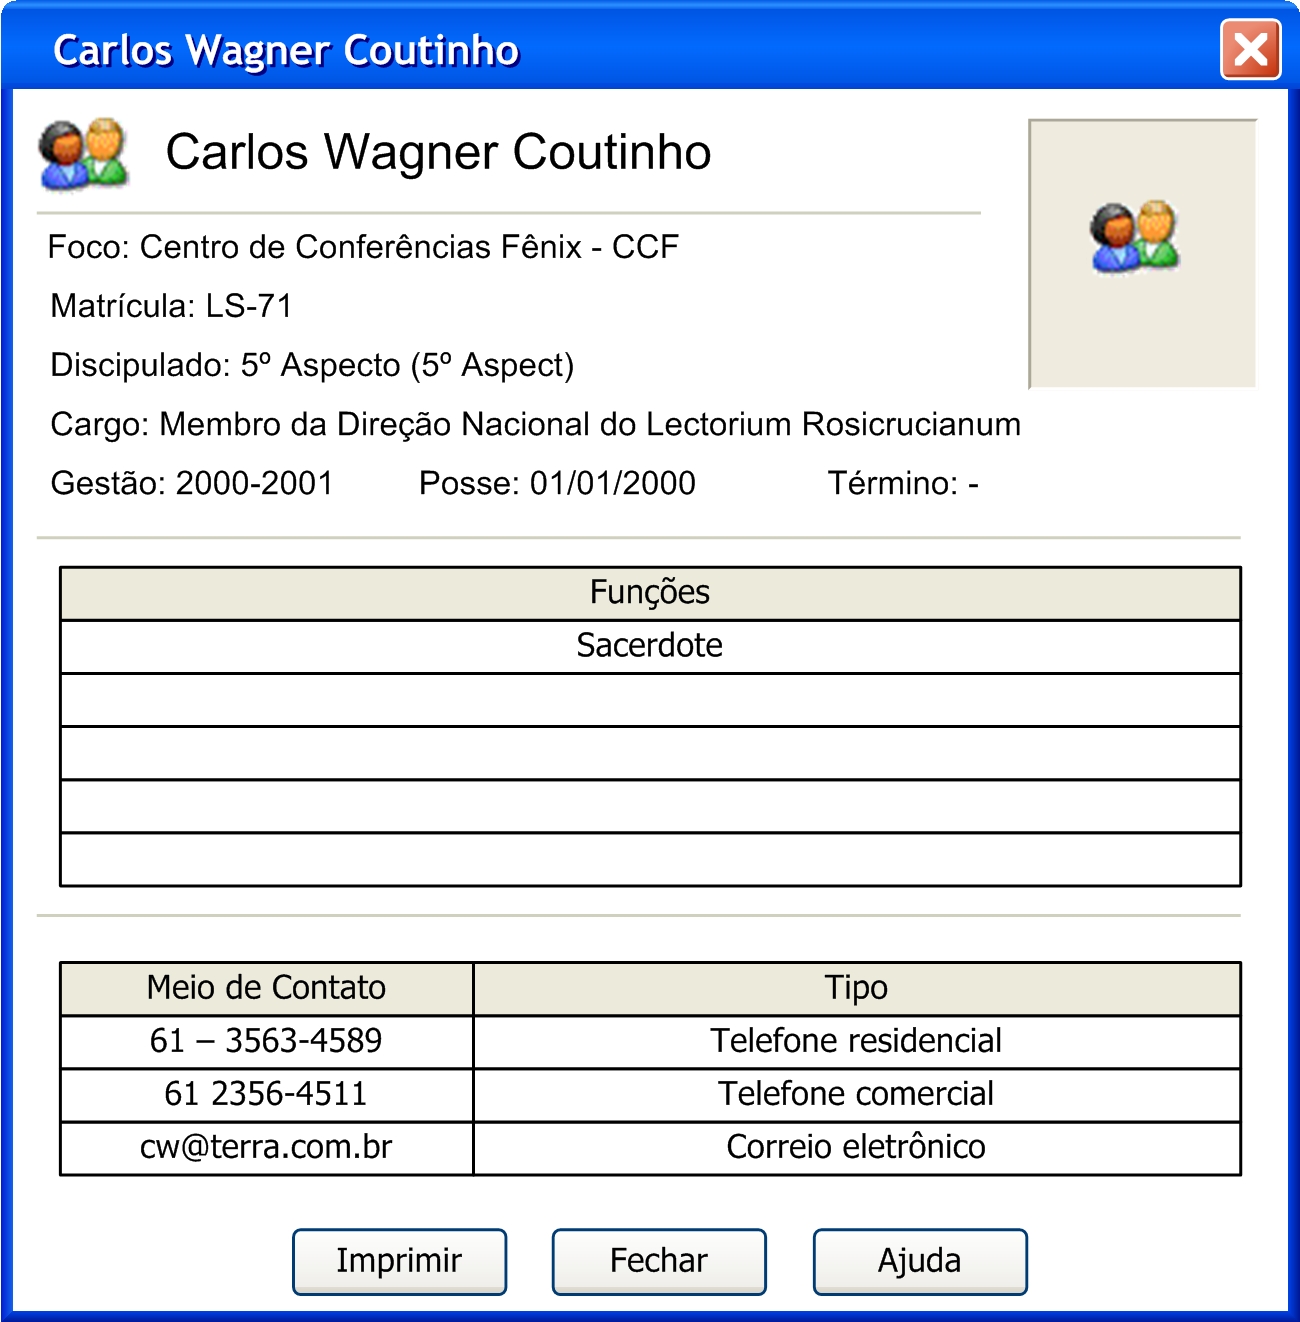 Carlos Wagner Coutinho
Carlos Wagner Coutinho
Foco: Centro de Conferências Fênix - CCF
Matrícula: LS-71
Discipulado: 5º Aspecto (5º Aspect)
Cargo: Membro da Direção Nacional do Lectorium Rosicrucianum
Gestão: 2000-2001 Posse: 01/01/2000 Término: -
Funções
Sacerdote
Meio de Contato Tipo
61 – 3563-4589 Telefone residencial
61 2356-4511 Telefone comercial
cw@terra.com.br Correio eletrônico
Imprimir Fechar Ajuda